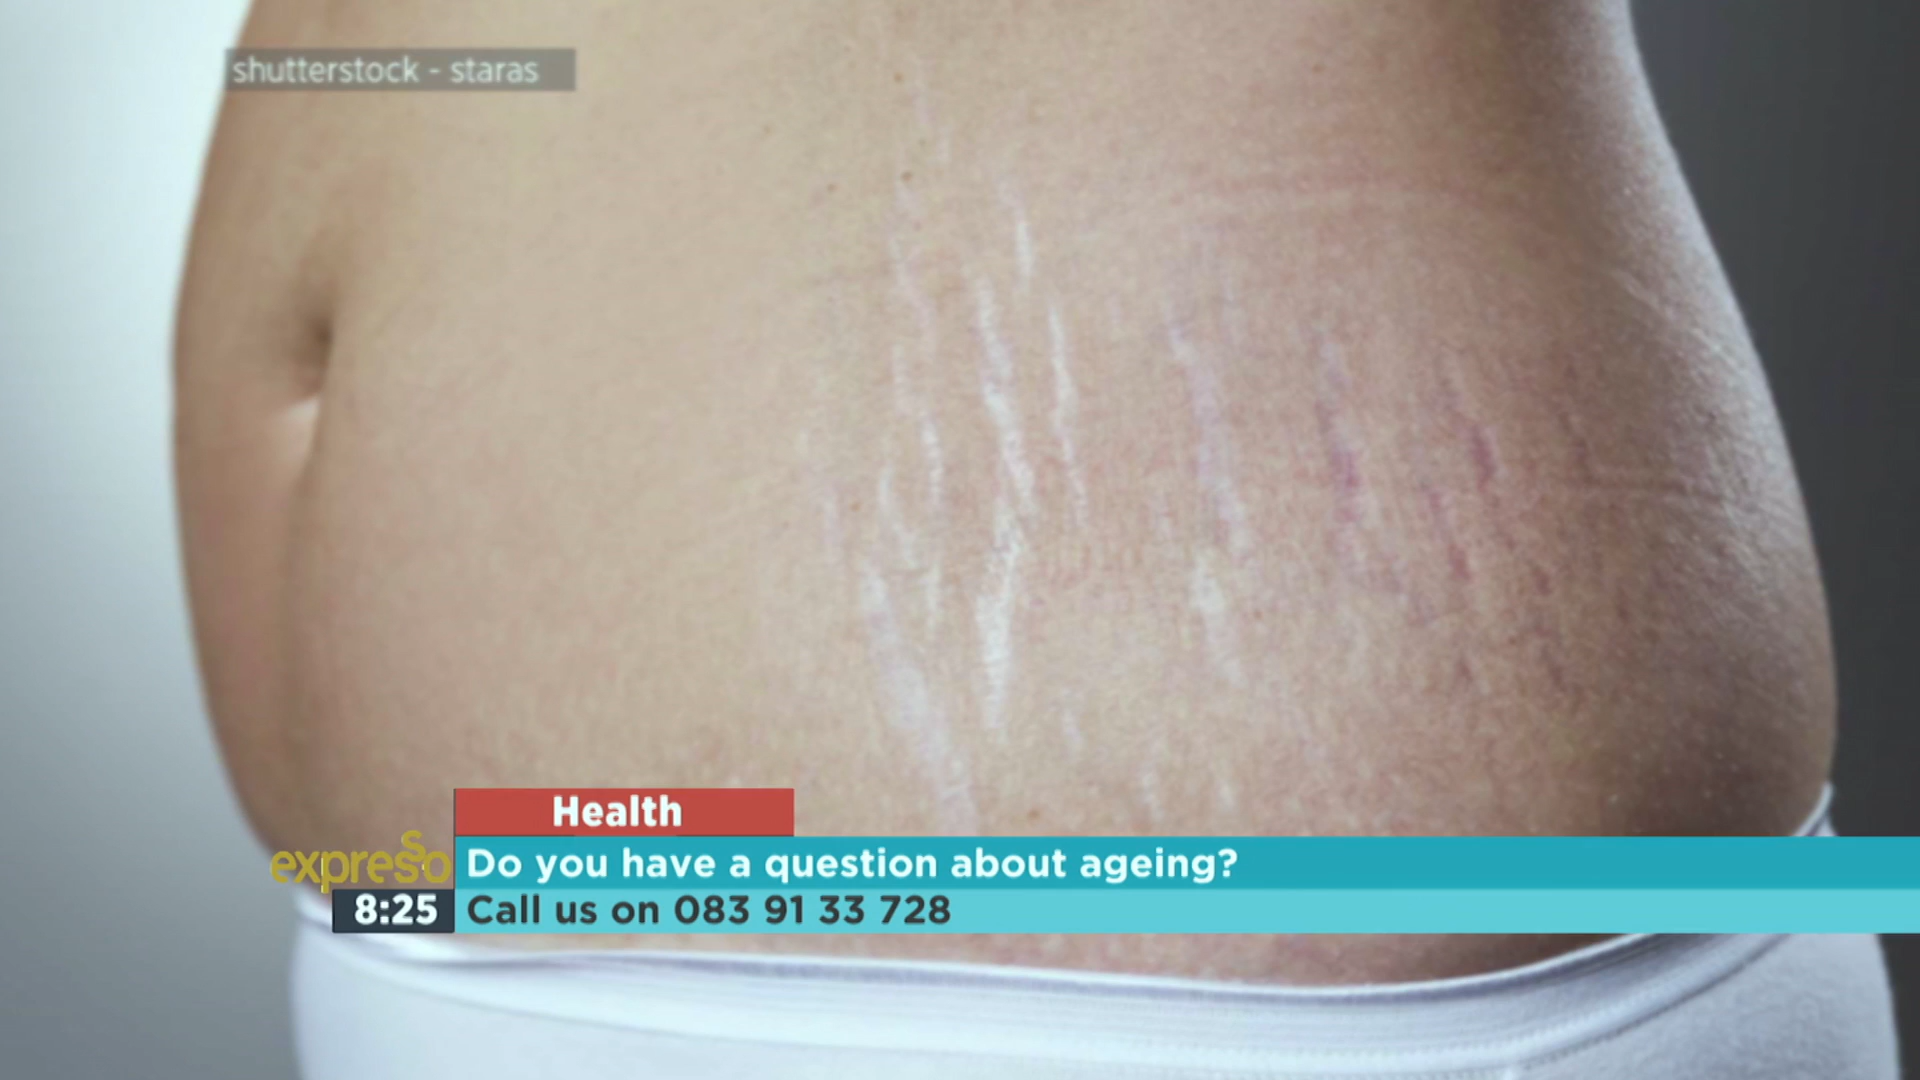 shutterstock - staras
Health
expresso
Do you have a question about ageing?
8:25
Call us on 083 91 33 728